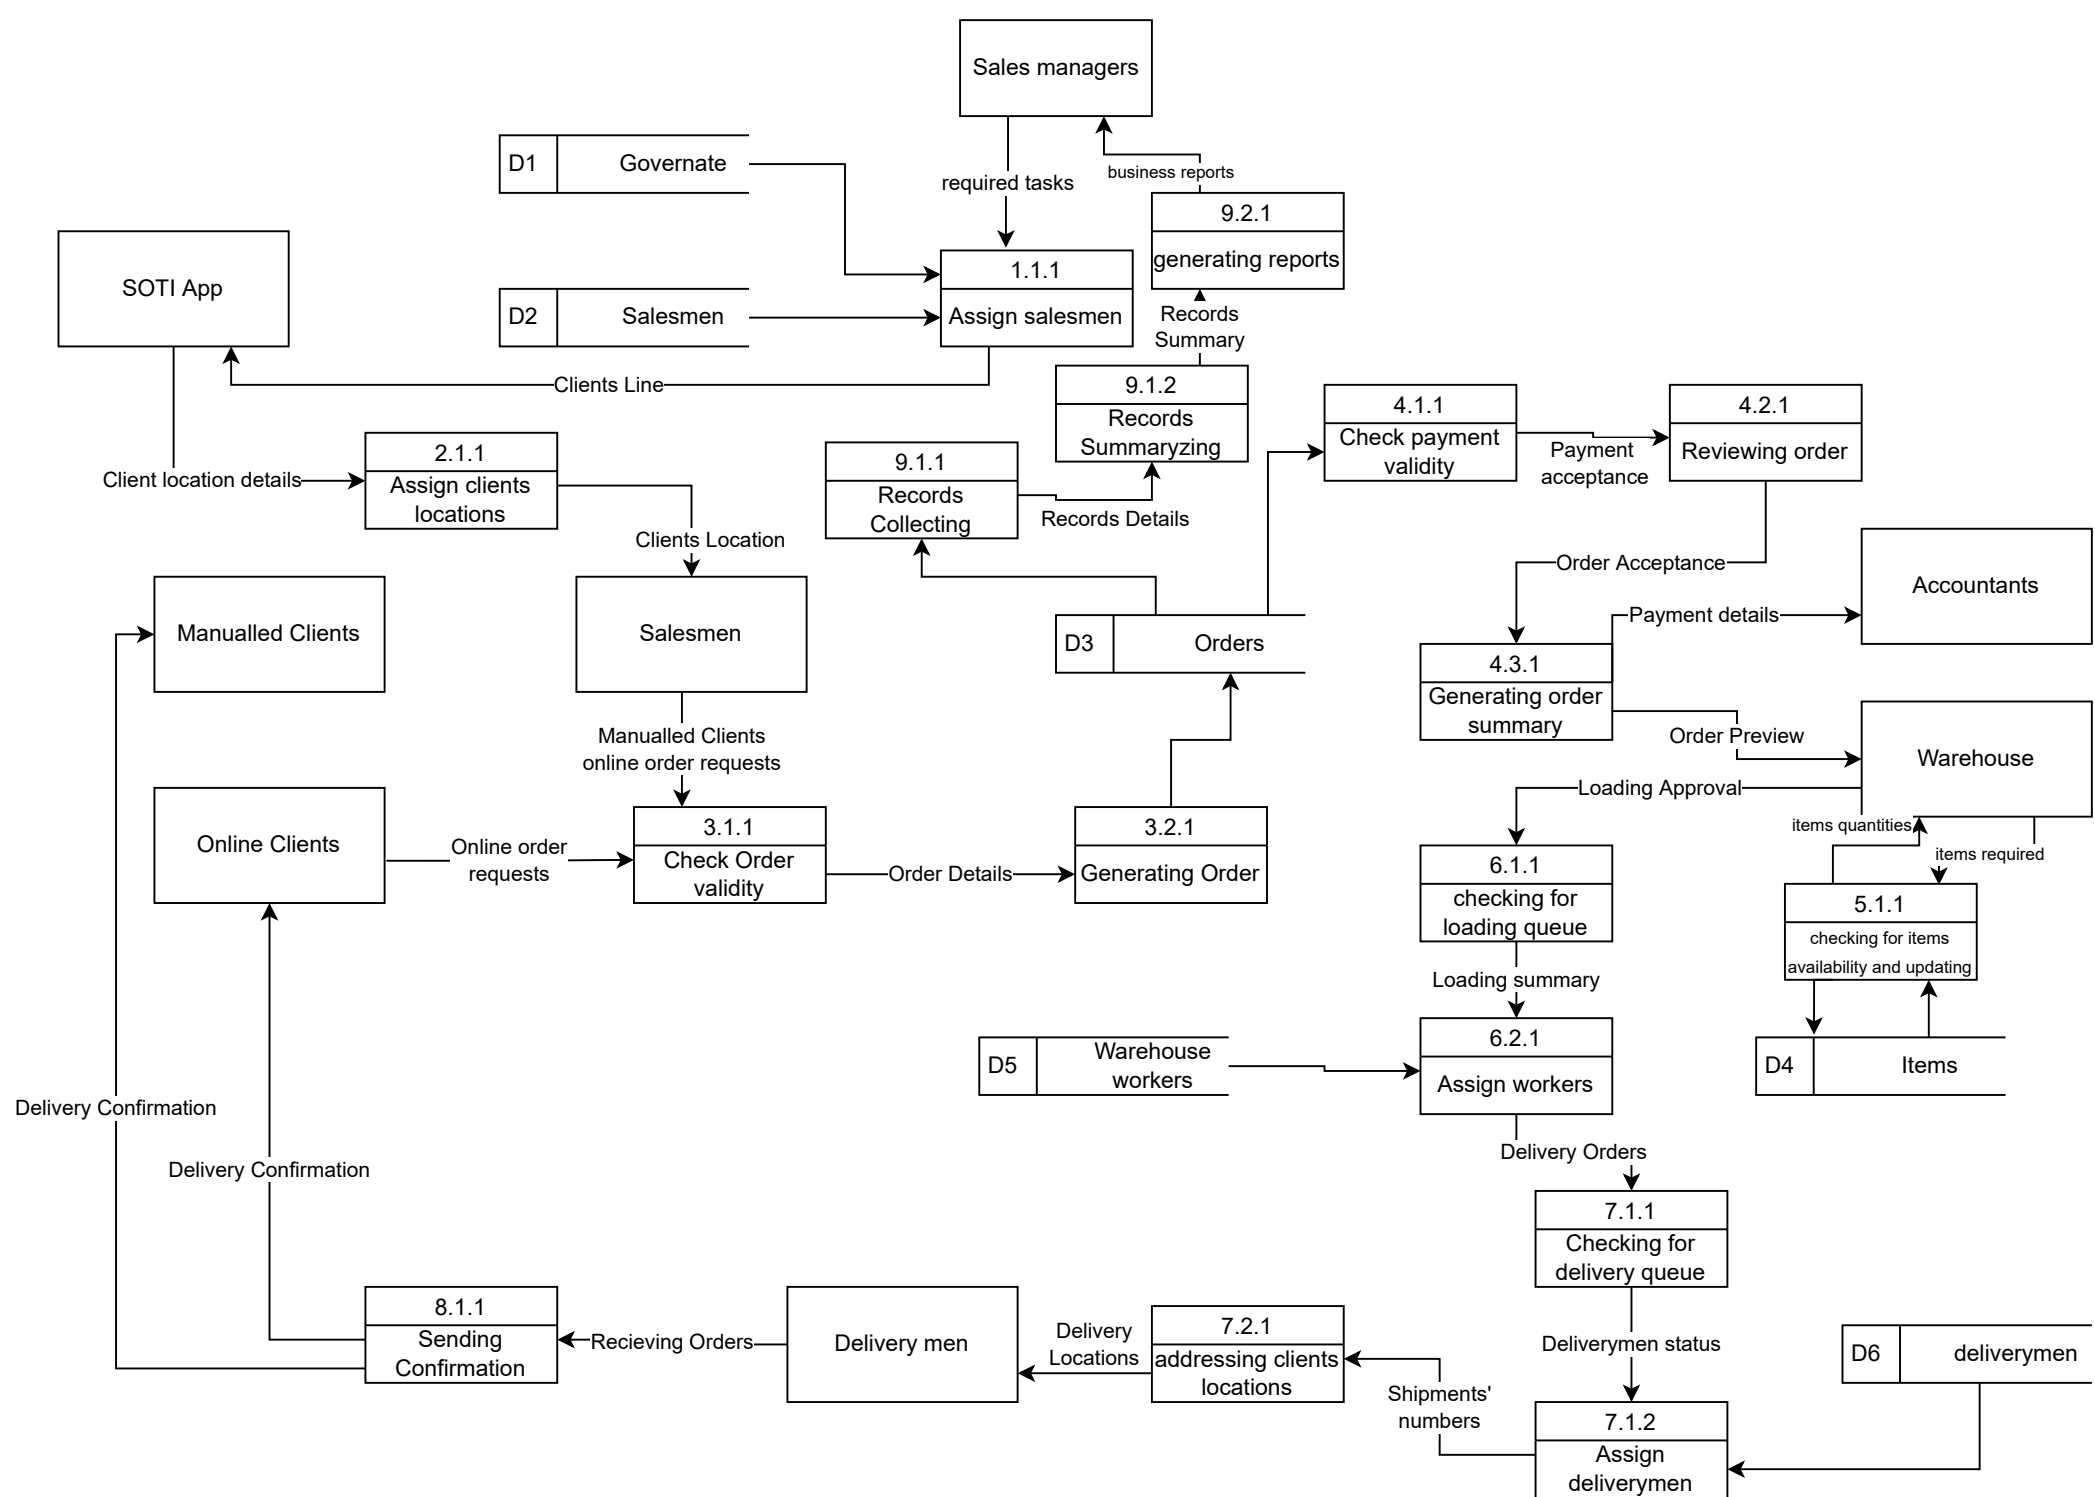 Sales managers
D1
Governate
required tasks
business reports
9.2.1
generating reports
SOTI App
1.1.1
Assign salesmen
D2
Salesmen
Records
Summary
Clients Line
9.1.2
Records
Summaryzing
4.1.1
Check payment
validity
Payment
acceptance
4.2.1
Reviewing order
2.1.1
Assign clients
locations
Client location details
9.1.1
Records
Collecting
Records Details
Clients Location
Order Acceptance
Accountants
Manualled Clients
Salesmen
D3
Orders
Payment details
4.3.1
Generating order
summary
Order Preview
Warehouse
Manualled Clients
online order requests
Loading Approval
items quantities
items required
Online Clients
Online order
requests
3.1.1
Check Order
validity
Order Details
3.2.1
Generating Order
6.1.1
checking for
loading queue
5.1.1
checking for items
availability and updating
Loading summary
D5
Warehouse
workers
6.2.1
Assign workers
D4
Items
Delivery Confirmation
Delivery Confirmation
Delivery Orders
7.1.1
Checking for
delivery queue
8.1.1
Sending
Confirmation
Recieving Orders
Delivery men
Delivery
Locations
7.2.1
addressing clients
locations
Deliverymen status
D6
deliverymen
Shipments'
numbers
7.1.2
Assign
deliverymen